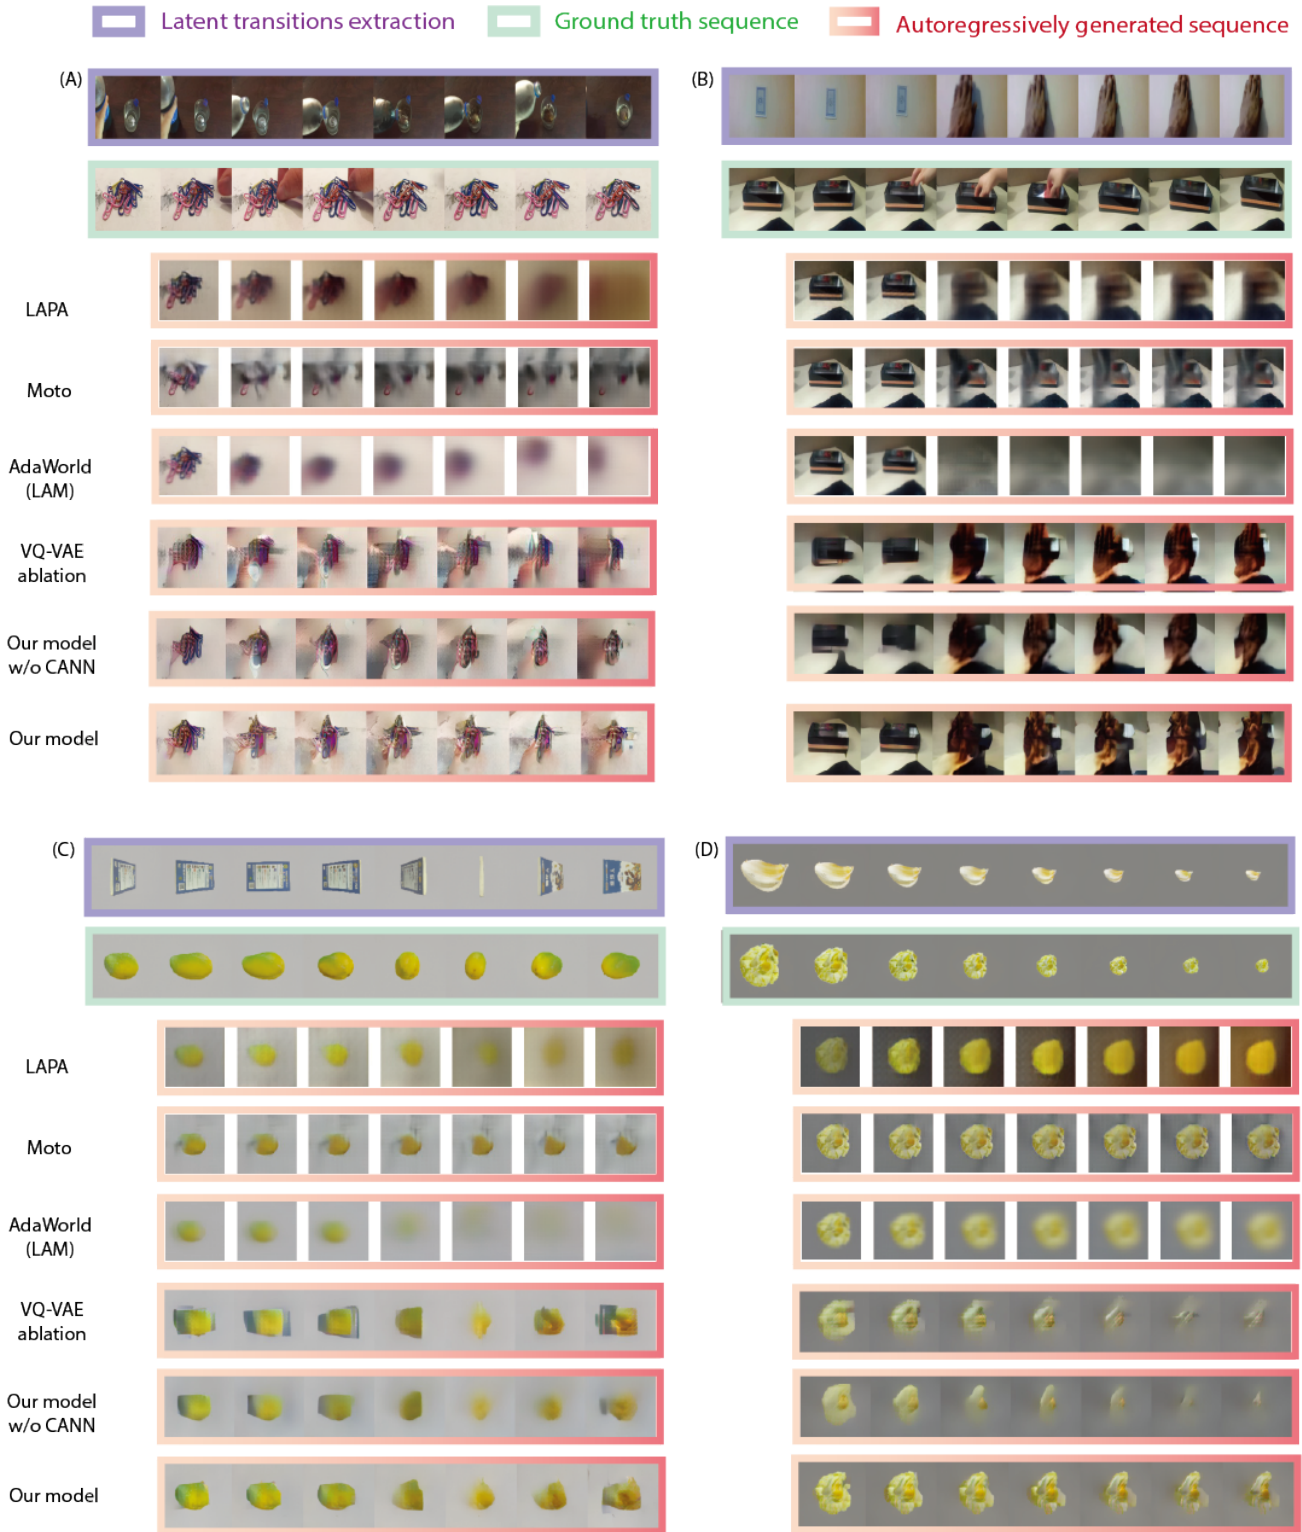 Latent transitions extraction
Ground truth sequence
Autoregressively generated sequence
(A)
(B)
LAPA
Moto
AdaWorld
(LAM)
VQ-VAE
ablation
Our model
w/o CANN
Our model
(C)
(D)
LAPA
Moto
AdaWorld
(LAM)
VQ-VAE
ablation
Our model
w/o CANN
Our model